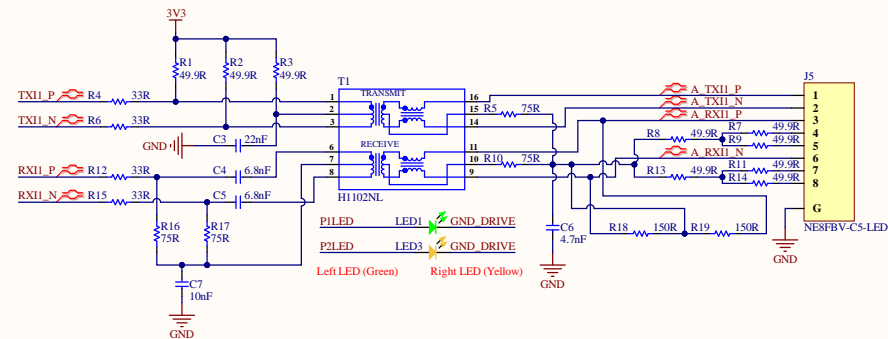 3V3
R1
49.9R
R2
49.9R
R3
49.9R
TXI1_P R4 33R
TXI1_N R6 33R
GND
C3 22nF
RXI1_P R12 33R
C4 6.8nF
RXI1_N R15 33R
C5 6.8nF
R16
75R
R17
75R
C7
10nF
GND
T1
TRANSMIT
RECEIVE
1
2
3
6
7
8
16
15
14
11
10
9
H1102NL
R5 75R
R10 75R
P1LED LED1 GND_DRIVE
P2LED LED3 GND_DRIVE
Left LED (Green) Right LED (Yellow)
C6
4.7nF
GND
A_TXI1_P
A_TXI1_N
A_RXI1_P
A_RXI1_N
R8 49.9R
R7 49.9R
R9 49.9R
R13 49.9R
R11 49.9R
R14 49.9R
R18 150R
R19 150R
J5
1
2
3
4
5
6
7
8
G
NE8FBV-C5-LED
GND